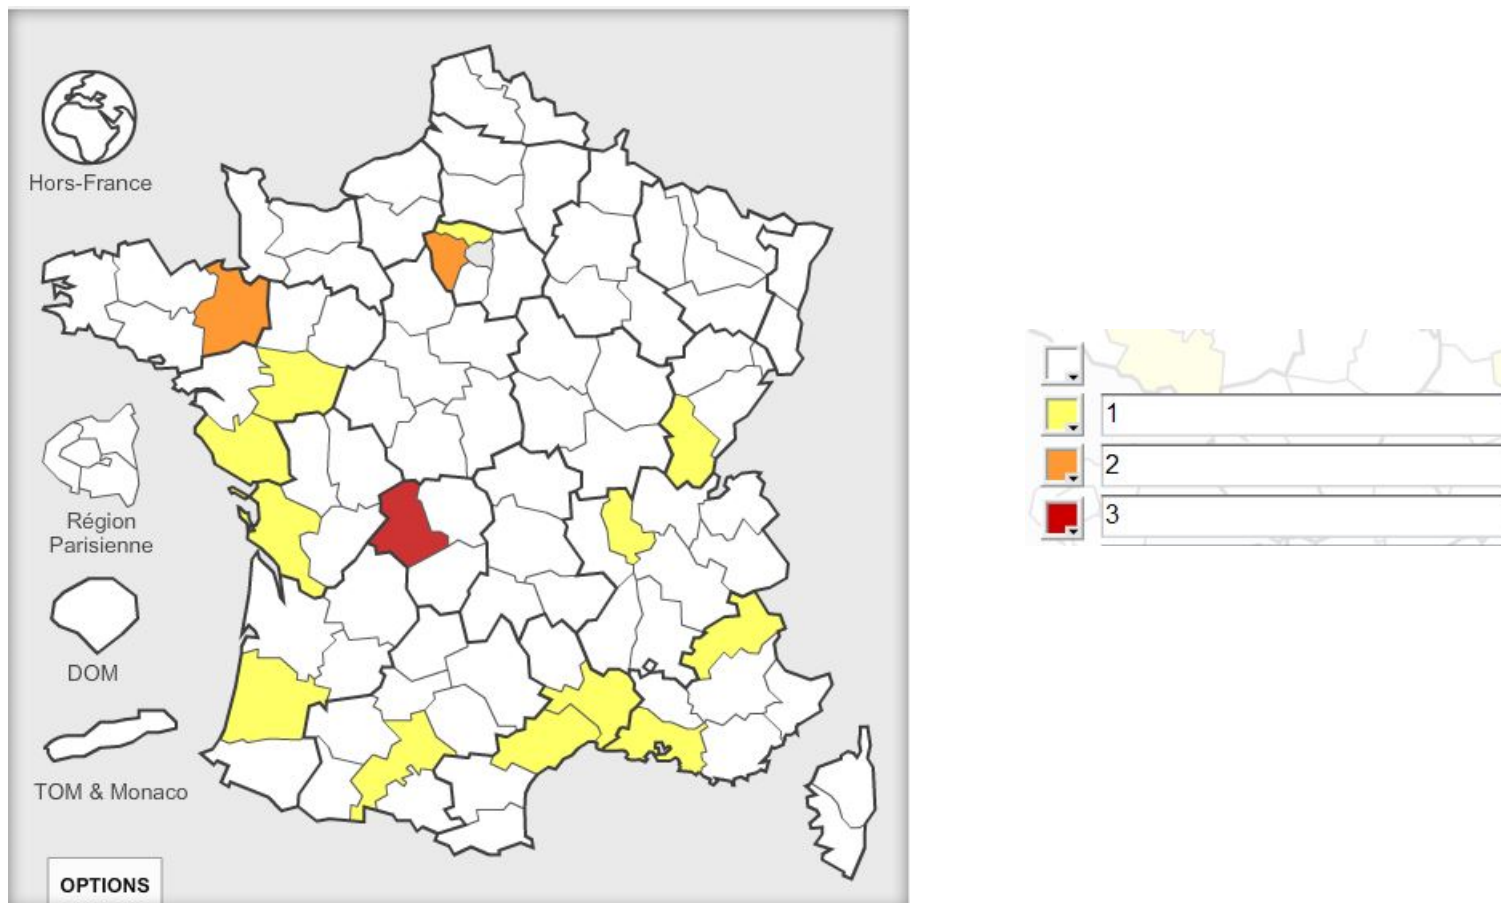 Hors-France
Région
Parisienne
DOM
TOM & Monaco
OPTIONS
1
2
3